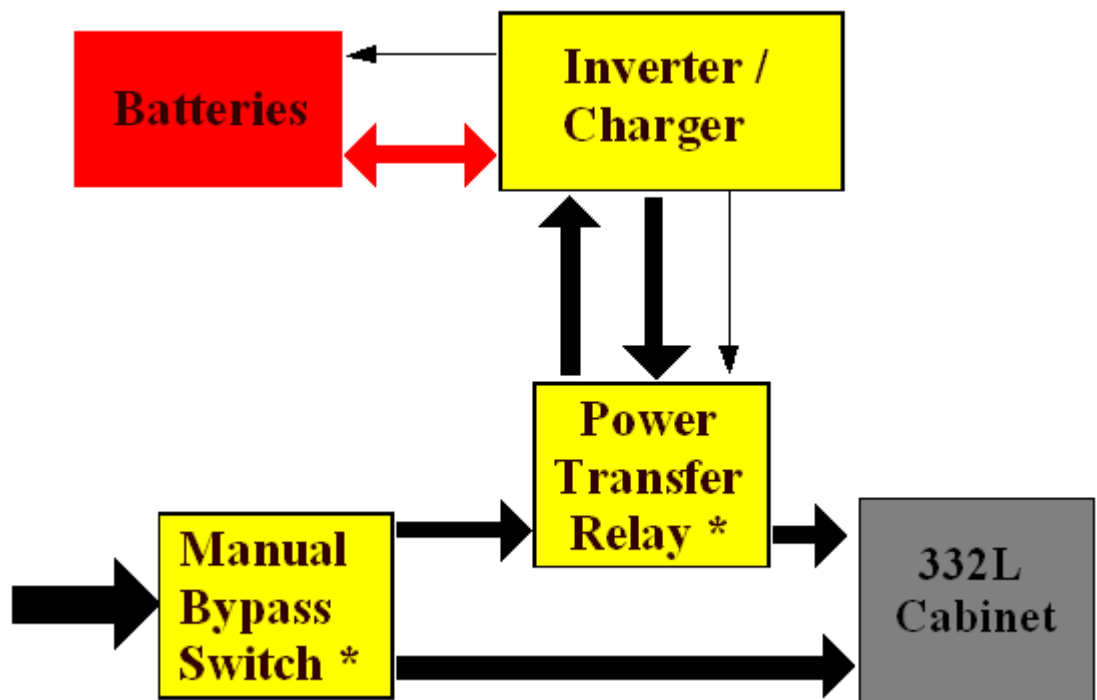 Batteries
Inverter /
Charger
Power
Transfer
Relay *
Manual
Bypass
Switch *
332L
Cabinet